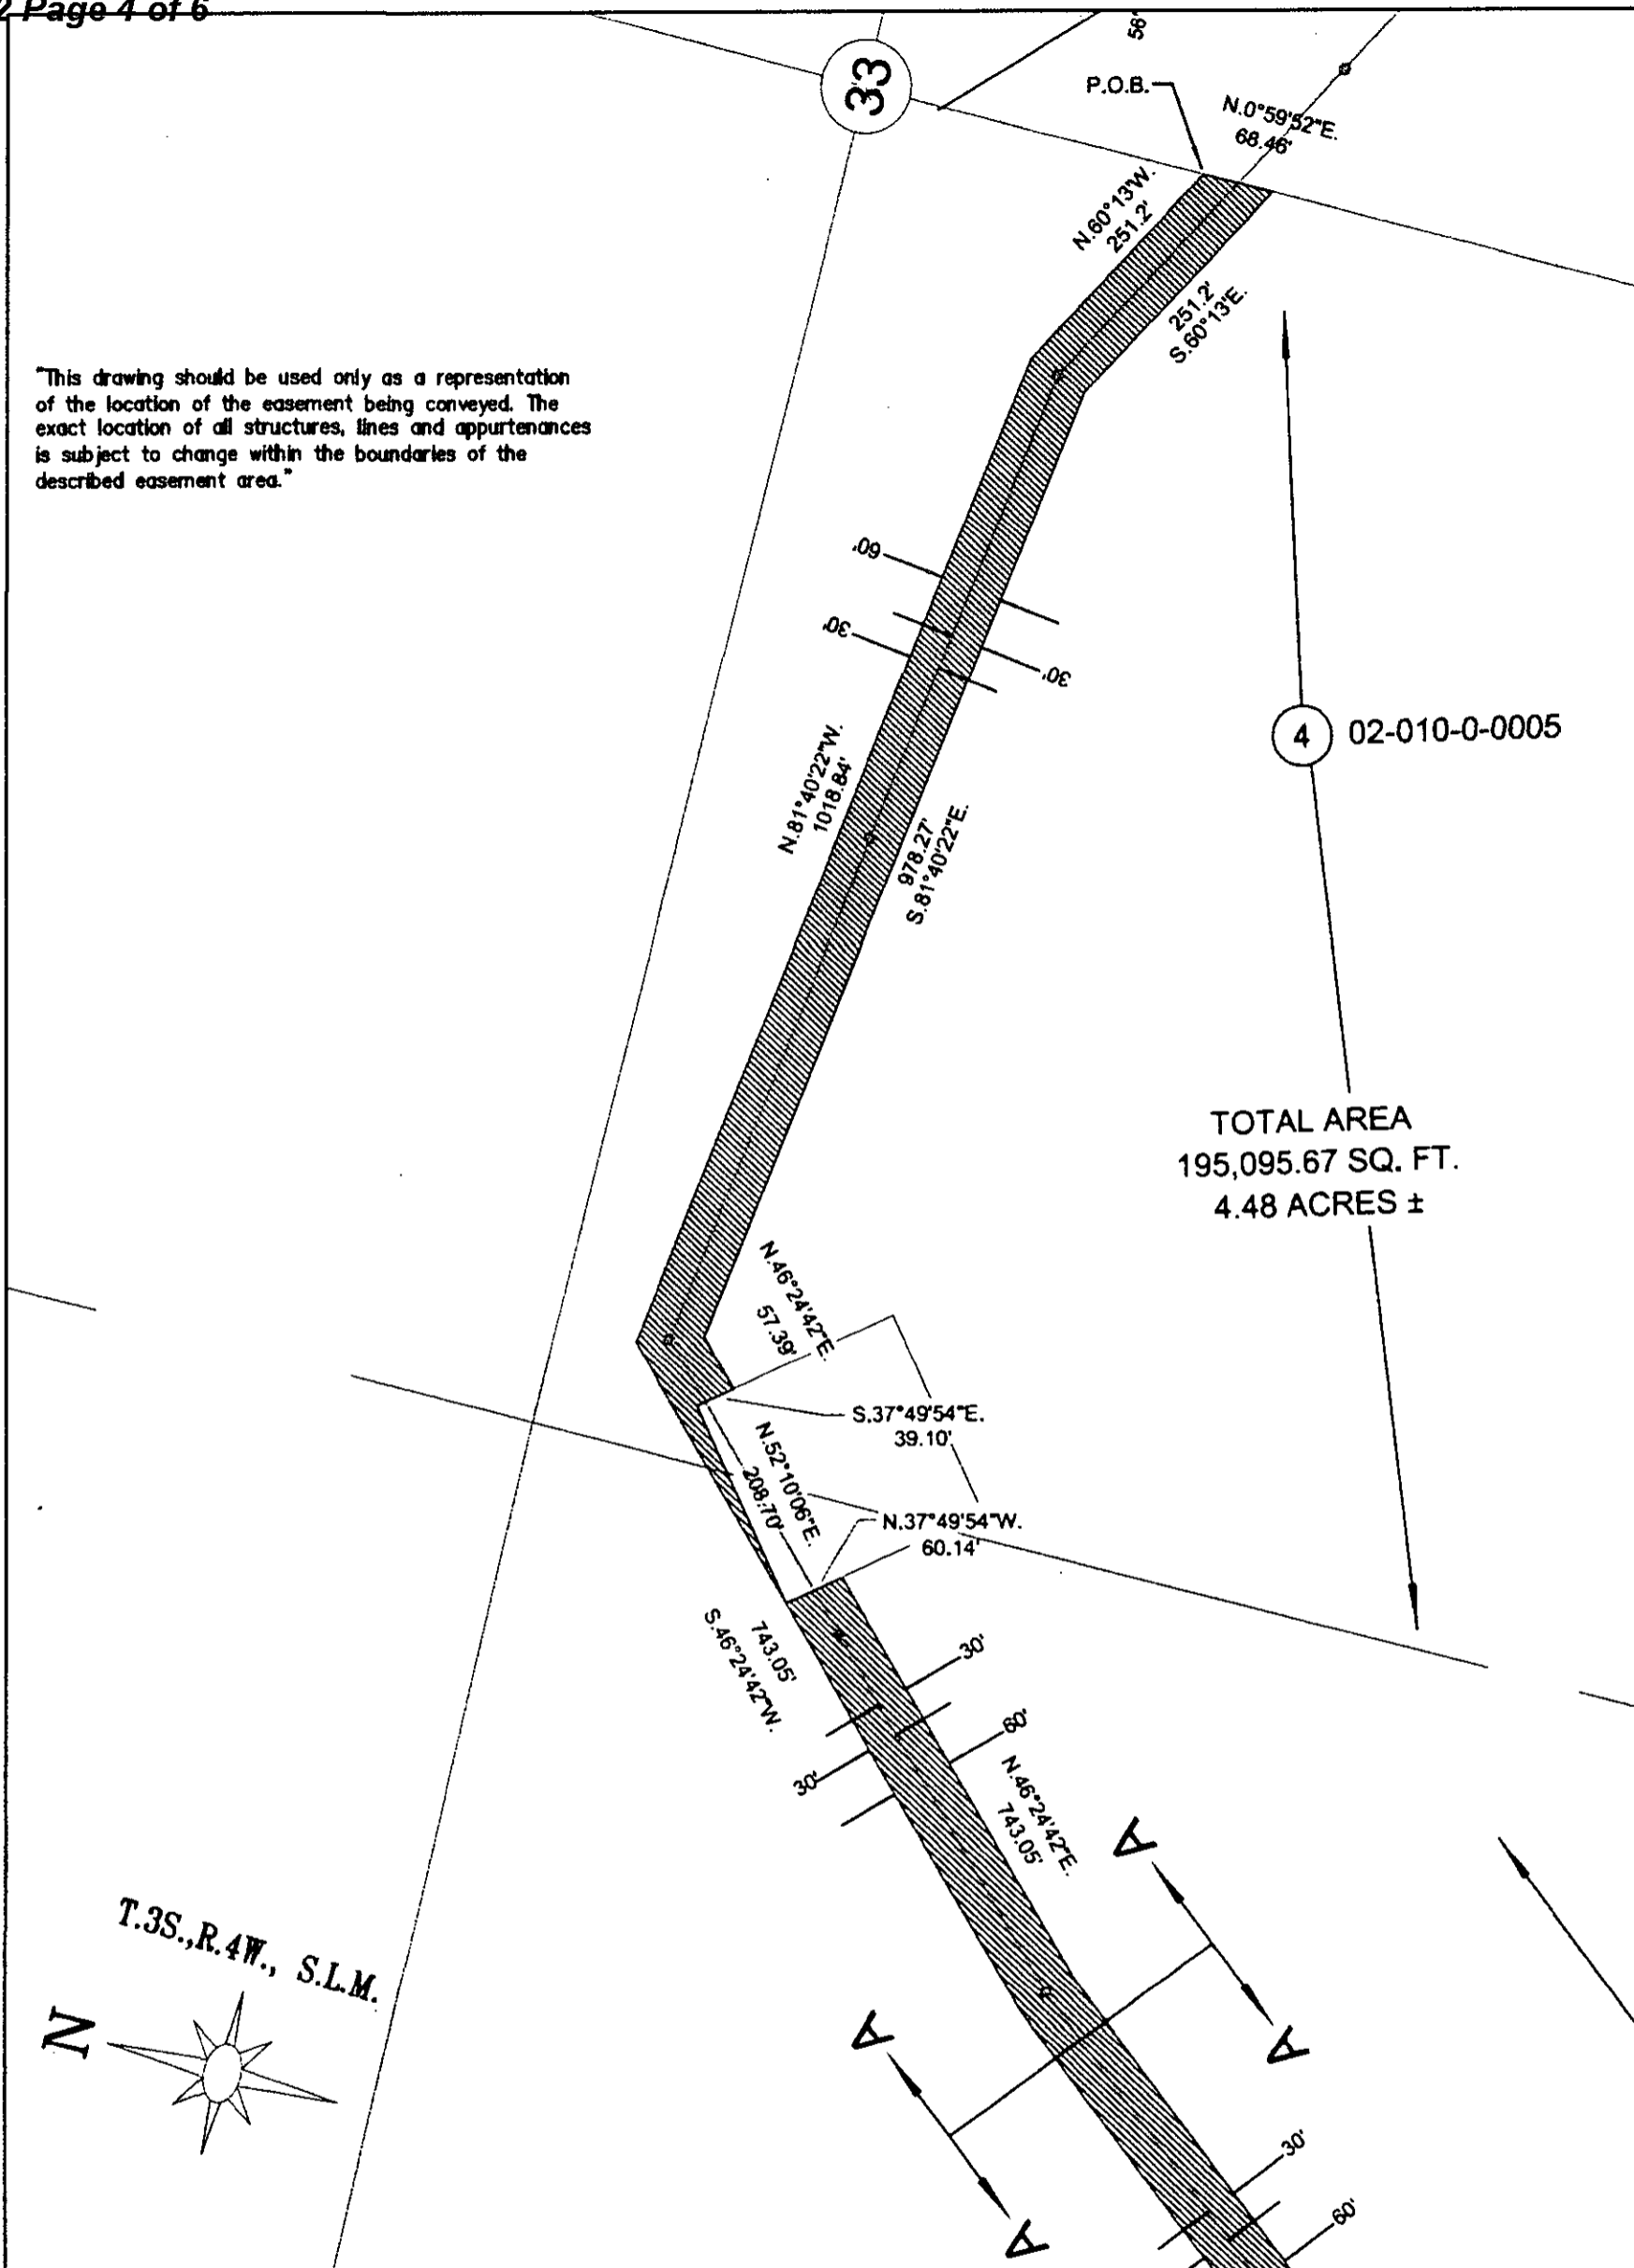 2 Page 4 of 6
33
56'
P.O.B.
N.0°59'52"E.
68.46'
N.60°13'W.
251.2'
251.2'
S.60°13'E.
"This drawing should be used only as a representation
of the location of the easement being conveyed. The
exact location of all structures, lines and appurtenances
is subject to change within the boundaries of the
described easement area."
60'
30'
30'
4 02-010-0-0005
N.81°40'22"W.
1018.84'
978.27'
S.81°40'22"E.
TOTAL AREA
195,095.67 SQ. FT.
4.48 ACRES ±
N.46°24'42"E.
57.39'
S.37°49'54"E.
39.10'
N.52°10'06"E.
208.70'
N.37°49'54"W.
60.14'
743.05'
S.46°24'42"W.
30'
60'
30'
N.46°24'42"E.
743.05'
A
A
A
A
T.3S.,R.4W., S.L.M.
N
30'
60'